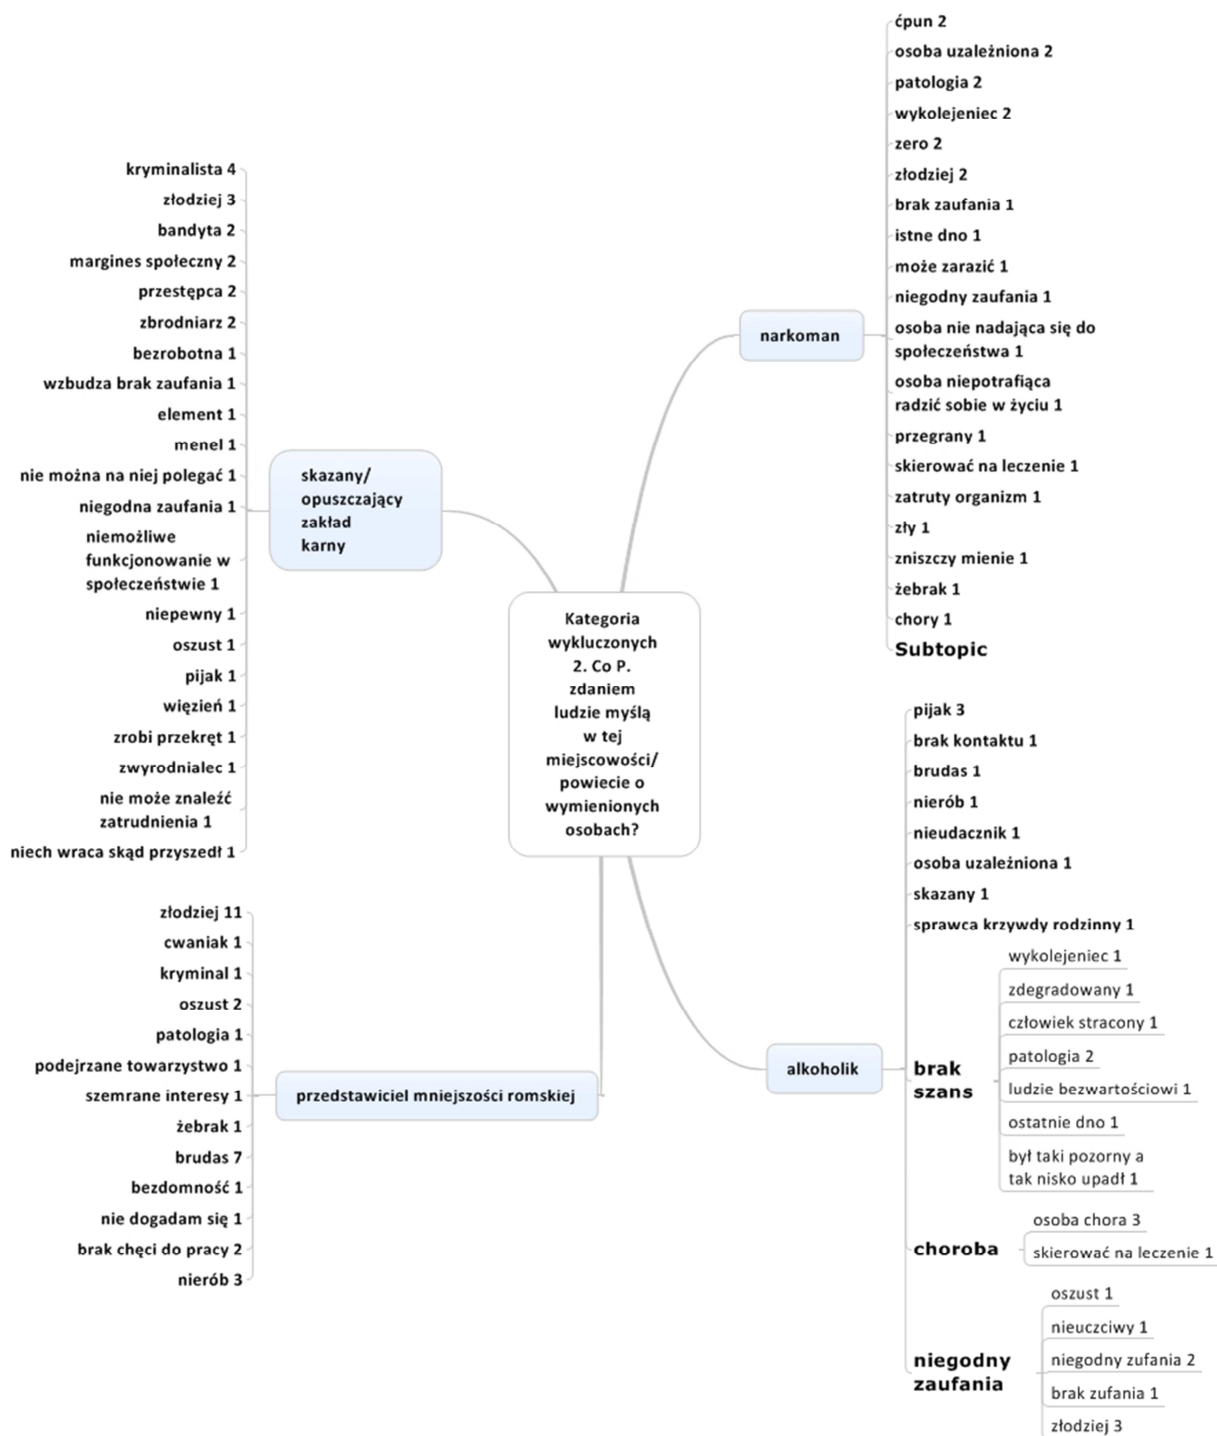 Kategoria
wykluczonych
2. Co P.
zdaniem
ludzie myślą
w tej
miejscowości/
powiecie o
wymienionych
osobach?
narkoman
ćpun 2
osoba uzależniona 2
patologia 2
wykolejeniec 2
zero 2
złodziej 2
brak zaufania 1
istne dno 1
może zarazić 1
niegodny zaufania 1
osoba nie nadająca się do
społeczeństwa 1
osoba niepotrafiąca
radzić sobie w życiu 1
przegrany 1
skierować na leczenie 1
zatruty organizm 1
zły 1
zniszczy mienie 1
żebrak 1
chory 1
Subtopic
alkoholik
pijak 3
brak kontaktu 1
brudas 1
nierób 1
nieudacznik 1
osoba uzależniona 1
skazany 1
sprawca krzywdy rodzinny 1
brak
szans
wykolejeniec 1
zdegradowany 1
człowiek stracony 1
patologia 2
ludzie bezwartościowi 1
ostatnie dno 1
był taki pozorny a
tak nisko upadł 1
choroba
osoba chora 3
skierować na leczenie 1
niegodny
zaufania
oszust 1
nieuczciwy 1
niegodny zufania 2
brak zufania 1
złodziej 3
skazany/
opuszczający
zakład
karny
kryminalista 4
złodziej 3
bandyta 2
margines społeczny 2
przestępca 2
zbrodniarz 2
bezrobotna 1
wzbudza brak zaufania 1
element 1
menel 1
nie można na niej polegać 1
niegodna zaufania 1
niemożliwe
funkcjonowanie w
społeczeństwie 1
niepewny 1
oszust 1
pijak 1
więzień 1
zrobi przekręt 1
zwyrodnialec 1
nie może znaleźć
zatrudnienia 1
niech wraca skąd przyszedł 1
przedstawiciel mniejszości romskiej
złodziej 11
cwaniak 1
kryminal 1
oszust 2
patologia 1
podejrzane towarzystwo 1
szemrane interesy 1
żebrak 1
brudas 7
bezdomność 1
nie dogadam się 1
brak chęci do pracy 2
nierób 3